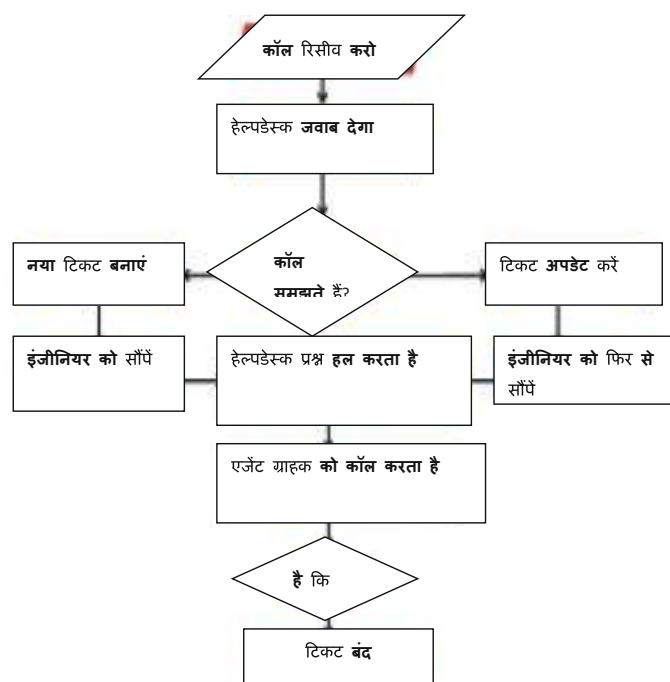 कॉल रिसीव करो
हेल्पडेस्क जवाब देगा
नया टिकट बनाएं
कॉल
समझते हैं?
टिकट अपडेट करें
इंजीनियर को सौंपें
हेल्पडेस्क प्रश्न हल करता है
इंजीनियर को फिर से
सौंपें
एजेंट ग्राहक को कॉल करता है
है कि
टिकट बंद